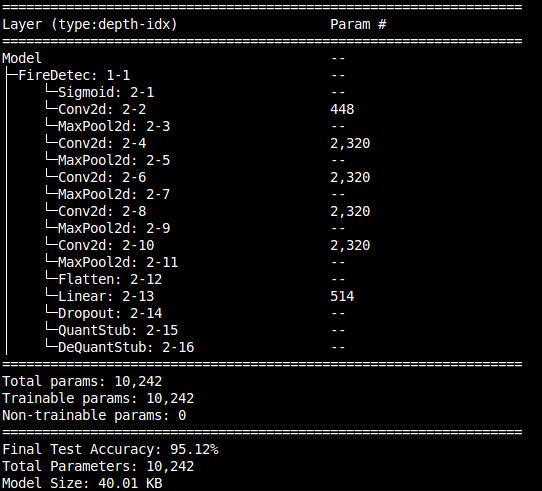 =================================================================
Layer (type:depth-idx)                   Param #
=================================================================
Model                                    --
├─FireDetec: 1-1                         --
│    └─Sigmoid: 2-1                      --
│    └─Conv2d: 2-2                       448
│    └─MaxPool2d: 2-3                    --
│    └─Conv2d: 2-4                       2,320
│    └─MaxPool2d: 2-5                    --
│    └─Conv2d: 2-6                       2,320
│    └─MaxPool2d: 2-7                    --
│    └─Conv2d: 2-8                       2,320
│    └─MaxPool2d: 2-9                    --
│    └─Conv2d: 2-10                      2,320
│    └─MaxPool2d: 2-11                   --
│    └─Flatten: 2-12                     --
│    └─Linear: 2-13                      514
│    └─Dropout: 2-14                     --
│    └─QuantStub: 2-15                   --
│    └─DeQuantStub: 2-16                 --
=================================================================
Total params: 10,242
Trainable params: 10,242
Non-trainable params: 0
=================================================================
Final Test Accuracy: 95.12%
Total Parameters: 10,242
Model Size: 40.01 KB